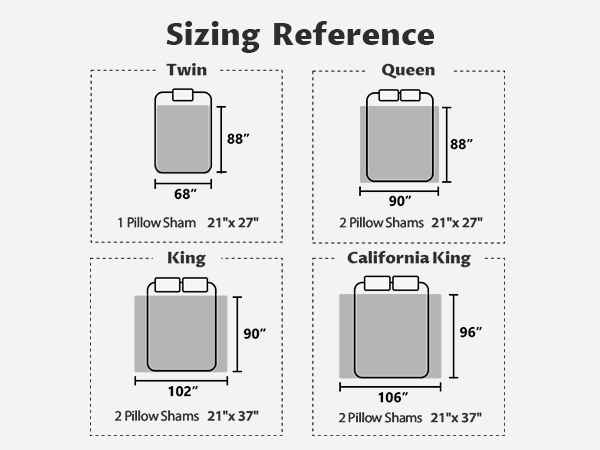 Sizing Reference
Twin
88”
68”
1 Pillow Sham 21"x 27"
Queen
88”
90”
2 Pillow Shams 21"x 27"
King
90”
102”
2 Pillow Shams 21"x 37"
California King
96”
106”
2 Pillow Shams 21"x 37"